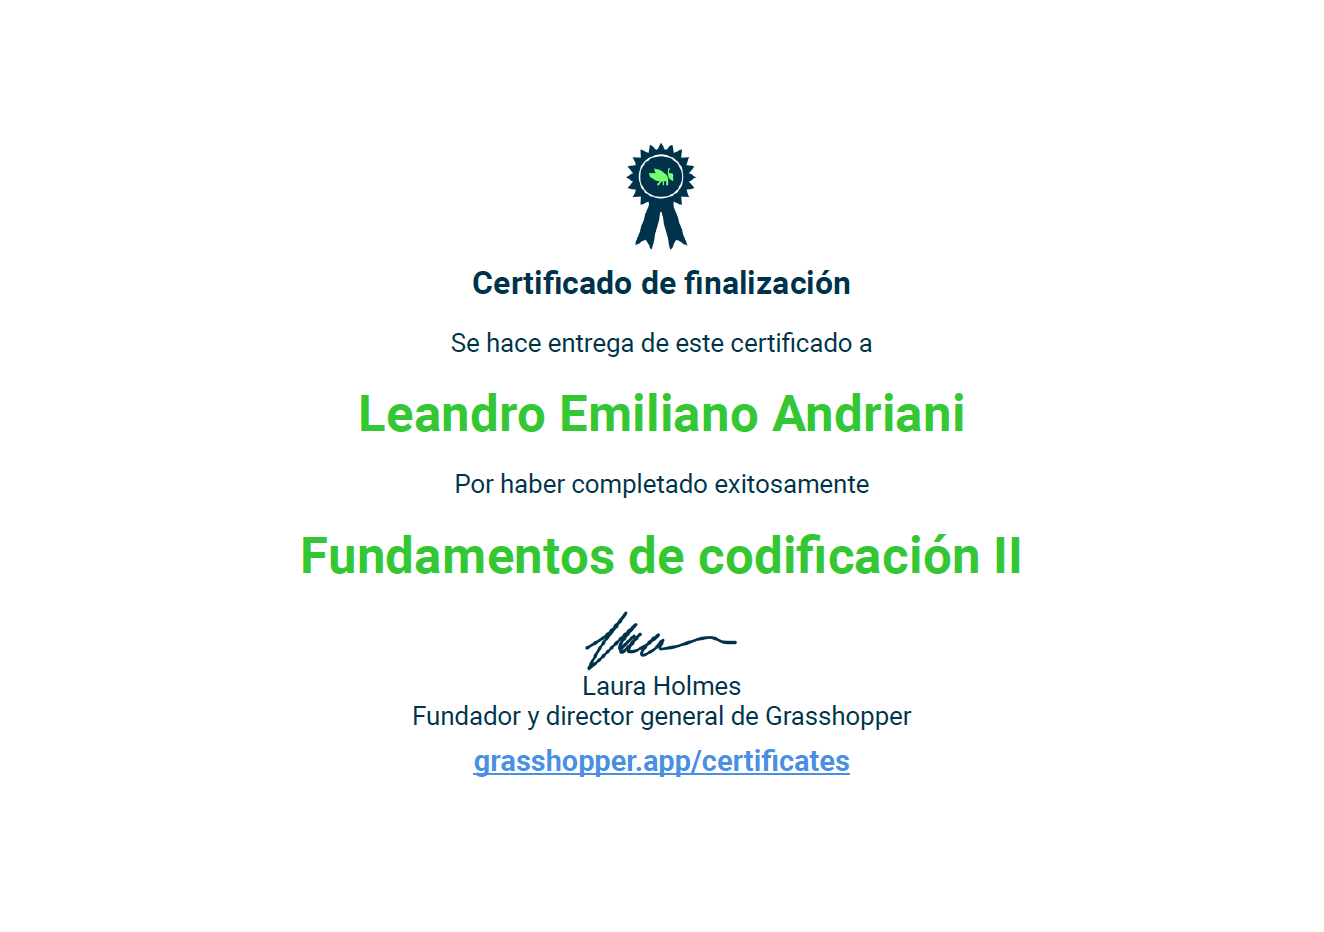 Certificado de finalización
Se hace entrega de este certificado a
Leandro Emiliano Andriani
Por haber completado exitosamente
Fundamentos de codificación II
Laura Holmes
Fundador y director general de Grasshopper
grasshopper.app/certificates